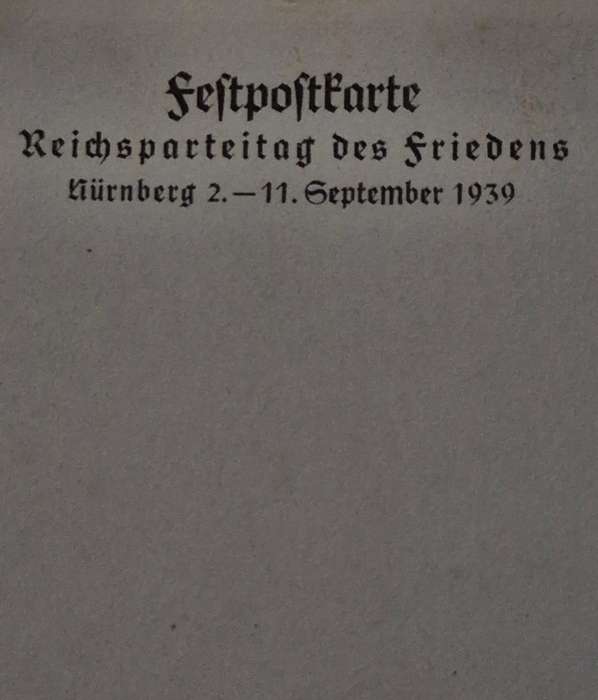 Festpostkarte
Reichsparteitag des Friedens
Nürnberg 2.—11. September 1939